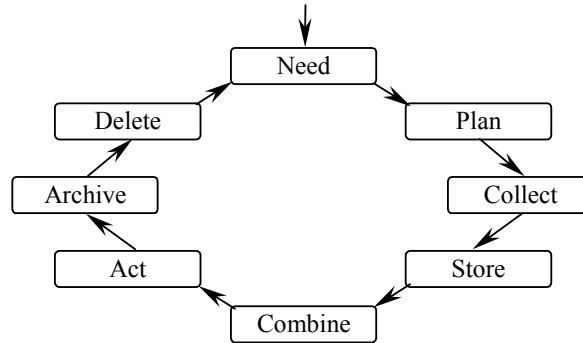 Need
Delete
Plan
Archive
Collect
Act
Store
Combine